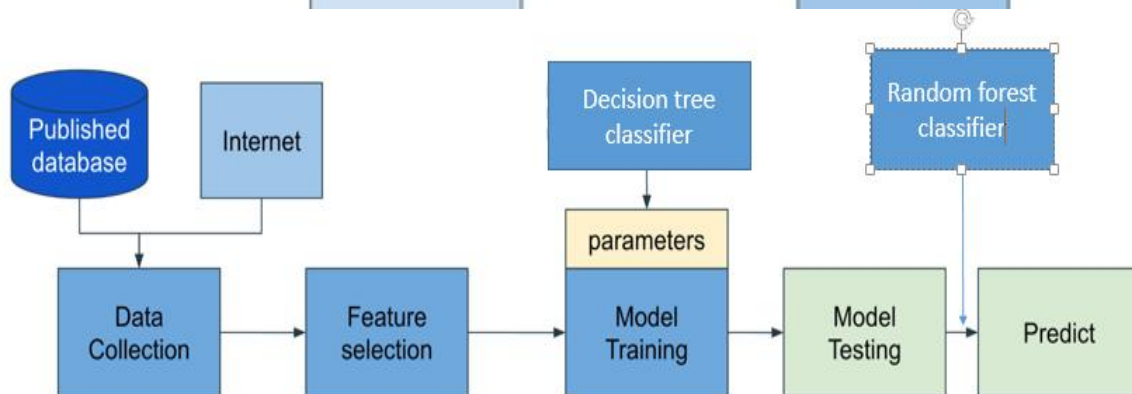 Published
database
Internet
Decision tree
classifier
Random forest
classifier
parameters
Data
Collection
Feature
selection
Model
Training
Model
Testing
Predict